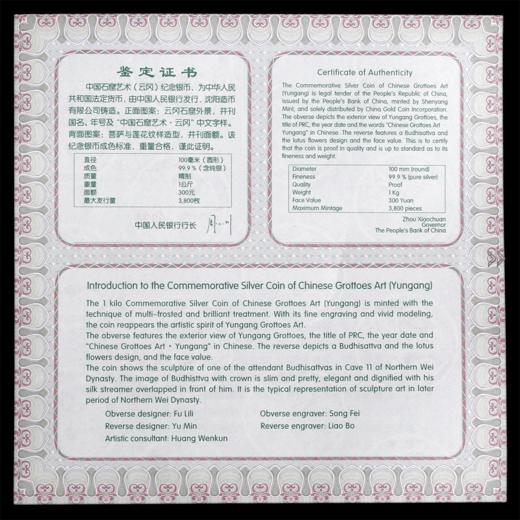 鉴定证书
中国石窟艺术（云冈）纪念银币，为中华人民
共和国法定货币，由中国人民银行发行，沈阳造币
有限公司铸造。正面图案：云冈石窟外景，并刊
国名、年号及“中国石窟艺术·云冈”中文字样。
背面图案：菩萨与莲花纹样造型，并刊面额。该
纪念银币成色标准，重量合格，谨此证明。
直径 100毫米（圆形）
成色 99.9%（含纯银）
质量 精制
重量 1公斤
面额 300元
最大发行量 3,800枚
中国人民银行行长
Certificate of Authenticity
The Commemorative Silver Coin of Chinese Grottoes Art
(Yungang) is legal tender of the People's Republic of China,
issued by the People's Bank of China, minted by Shenyang
Mint, and solely distributed by China Gold Coin Incorporation.
The obverse depicts the exterior view of Yungang Grottoes, the
title of PRC, the year date and the words "Chinese Grottoes Art ·
Yungang" in Chinese. The reverse features a Budhisattva and the
lotus flowers design and the face value. This is to certify
that the coin is proof in quality and is up to standard as to its
fineness and weight.
Diameter 100 mm (round)
Fineness 99.9 % (pure silver)
Quality Proof
Weight 1 Kg
Face Value 300 Yuan
Maximum Mintage 3,800 pieces
Zhou Xiaochuan
Governor
The People's Bank of China
Introduction to the Commemorative Silver Coin of Chinese Grottoes Art (Yungang)
The 1 kilo Commemorative Silver Coin of Chinese Grottoes Art (Yungang) is minted with the
technique of multi-frosted and brilliant treatment. With its fine engraving and vivid modeling,
the coin reappears the artistic spirit of Yungang Grottoes Art.
The obverse features the exterior view of Yungang Grottoes, the title of PRC, the year date and
"Chinese Grottoes Art · Yungang" in Chinese. The reverse depicts a Budhisattva and the lotus
flowers design, and the face value.
The coin shows the sculpture of one of the attendant Budhisattvas in Cave 11 of Northern Wei
Dynasty. The image of Budhisttva with crown is slim and pretty, elegant and dignified with his
silk streamer overlapped in front of him. It is the typical representation of sculpture art in later
period of Northern Wei Dynasty.
Obverse designer: Fu Lili Obverse engraver: Song Fei
Reverse designer: Yu Min Reverse engraver: Liao Bo
Artistic consultant: Huang Wenkun